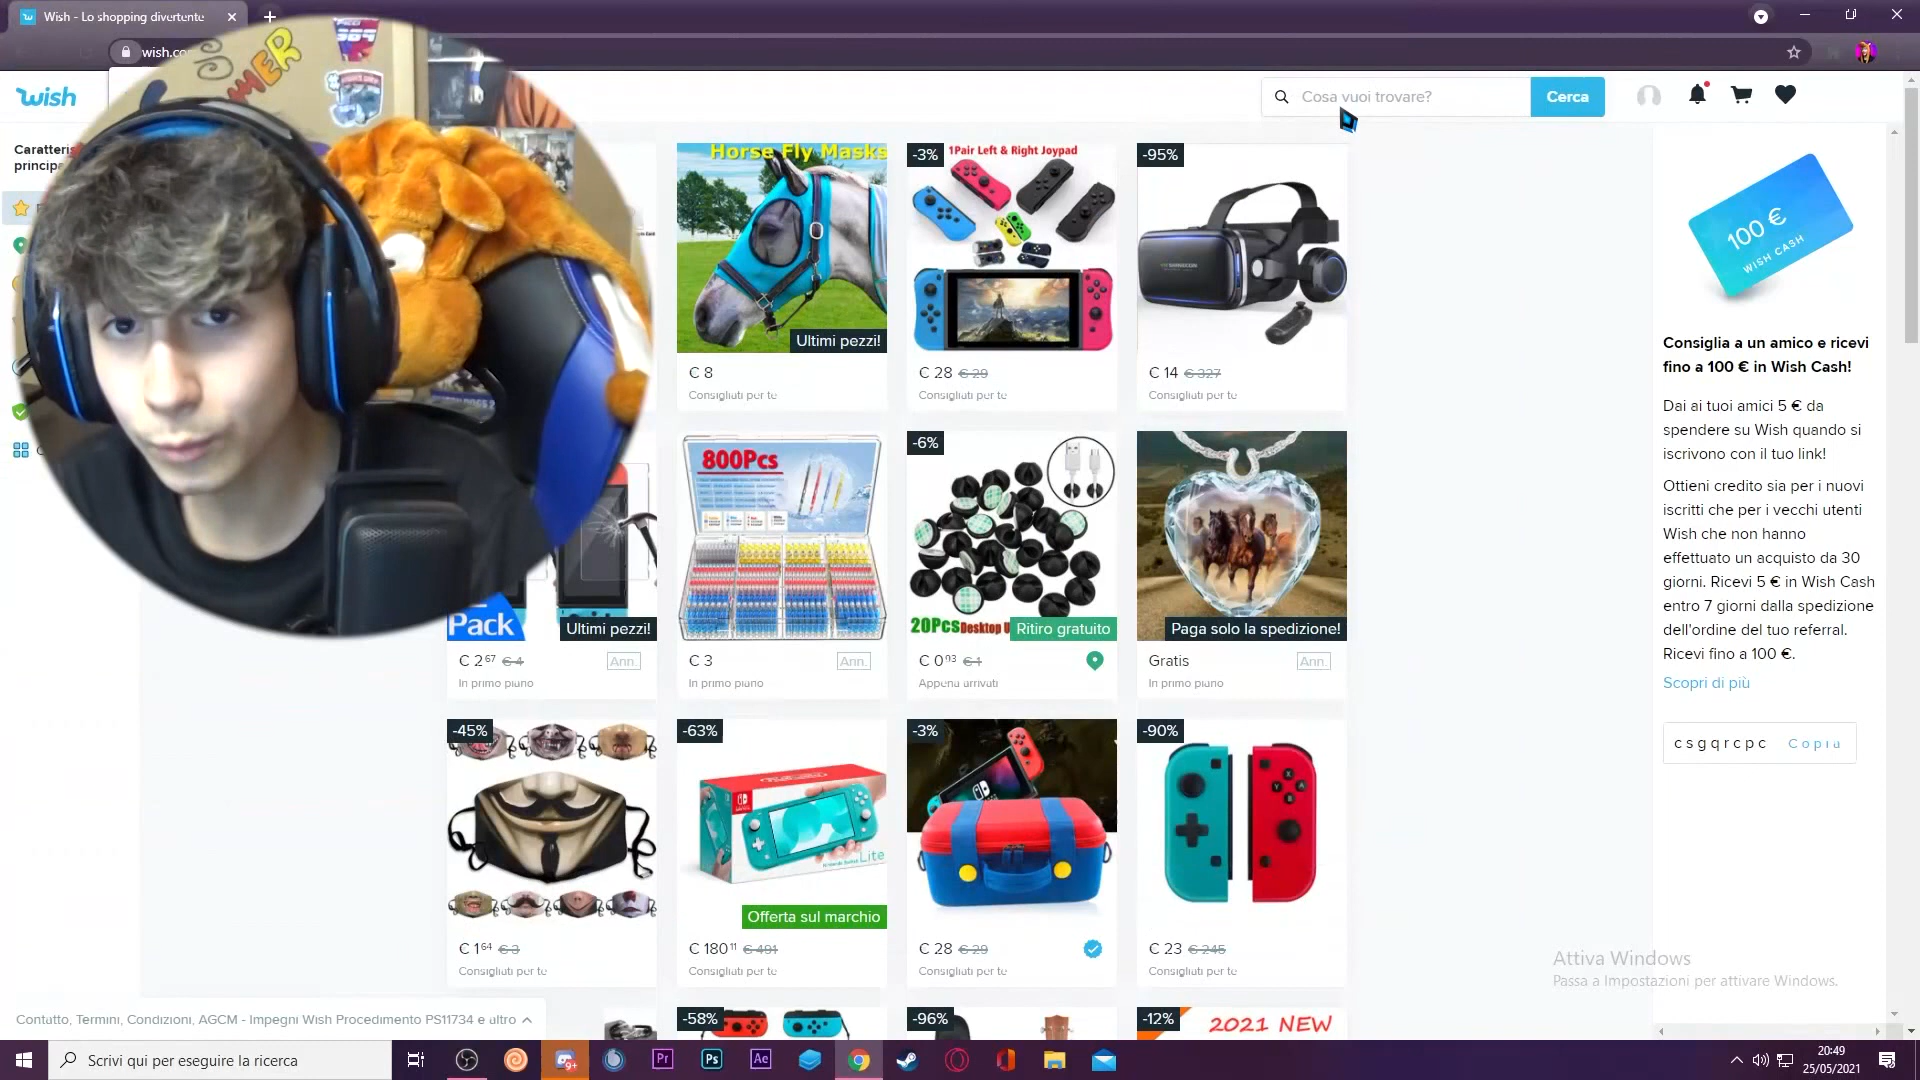 Wish - Lo shopping divertente
wish.co
wish
Cosa vuoi trovare?
Cerca
Caratteris
principa
Horse Fly Masks
Ultimi pezzi!
€ 8
Consigliati per te
-3%
1Pair Left & Right Joypad
€ 28 € 29
Consigliati per te
-95%
€ 14 € 327
Consigliati per te
Pack
Ultimi pezzi!
€ 2⁶⁷ € 4
Ann.
In primo piano
800Pcs
€ 3
Ann.
In primo piano
-6%
20Pcs Desktop U
Ritiro gratuito
€ 0⁹³ € 1
Appena arrivati
Paga solo la spedizione!
Gratis
Ann.
In primo piano
-45%
€ 1⁶⁴ € 3
Consigliati per te
-63%
Lite
Offerta sul marchio
€ 180¹¹ € 491
Consigliati per te
-3%
€ 28 € 29
Consigliati per te
-90%
€ 23 € 245
Consigliati per te
-58%
-96%
-12%
2021 NEW
100 €
WISH CASH
Consiglia a un amico e ricevi
fino a 100 € in Wish Cash!
Dai ai tuoi amici 5 € da
spendere su Wish quando si
iscrivono con il tuo link!
Ottieni credito sia per i nuovi
iscritti che per i vecchi utenti
Wish che non hanno
effettuato un acquisto da 30
giorni. Ricevi 5 € in Wish Cash
entro 7 giorni dalla spedizione
dell'ordine del tuo referral.
Ricevi fino a 100 €.
Scopri di più
csgqrcpc Copia
Attiva Windows
Passa a Impostazioni per attivare Windows.
Contatto, Termini, Condizioni, AGCM - Impegni Wish Procedimento PS11734 e altro
Scrivi qui per eseguire la ricerca
9+
Pr
Ps
Ae
20:49
25/05/2021